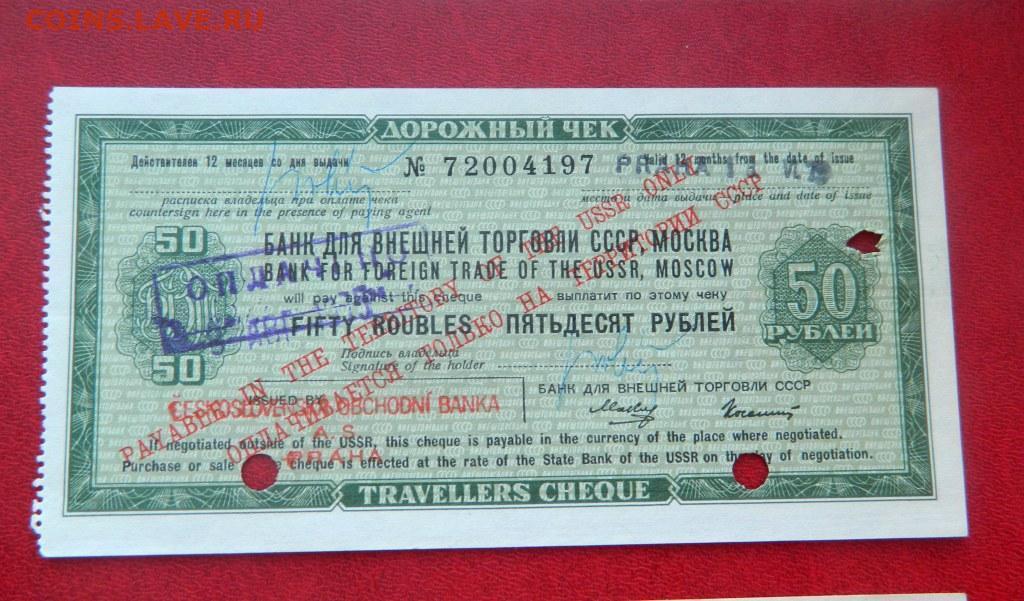 COINS.LAVE.RU
ДОРОЖНЫЙ ЧЕК
Действителен 12 месяцев со дня выдачи
№ 72004197
Valid 12 months from the date of issue
PRAHA
расписка владельца при оплате чека
countersign here in the presence of paying agent
место и дата выдачи / place and date of issue
50
БАНК ДЛЯ ВНЕШНЕЙ ТОРГОВЛИ СССР, МОСКВА
BANK FOR FOREIGN TRADE OF THE USSR, MOSCOW
50
РУБЛЕЙ
will pay against this cheque
выплатит по этому чеку
FIFTY ROUBLES
ПЯТЬДЕСЯТ РУБЛЕЙ
50
Подпись владельца
Signature of the holder
PAYABLE IN THE TERRITORY OF THE USSR ONLY
ОПЛАЧИВАЕТСЯ ТОЛЬКО НА ТЕРРИТОРИИ СССР
БАНК ДЛЯ ВНЕШНЕЙ ТОРГОВЛИ СССР
ISSUED BY
ČESKOSLOVENSKÁ OBCHODNÍ BANKA
A. S.
PRAHA
If negotiated outside of the USSR, this cheque is payable in the currency of the place where negotiated.
Purchase or sale cheque is effected at the rate of the State Bank of the USSR on the day of negotiation.
TRAVELLERS CHEQUE